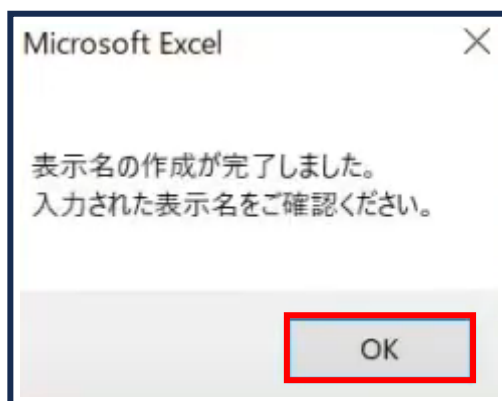 Microsoft Excel
表示名の作成が完了しました。
入力された表示名をご確認ください。
OK